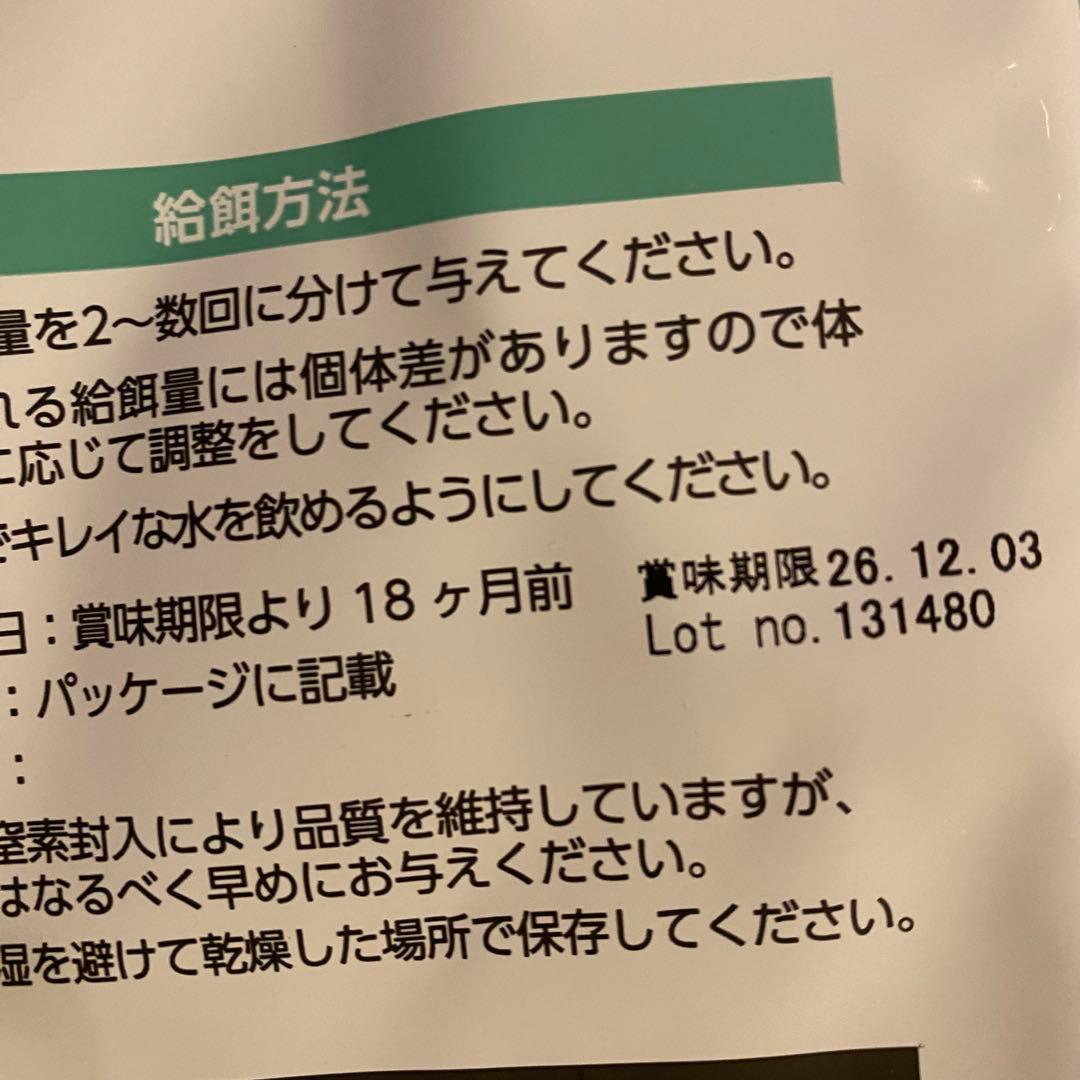 給餌方法
量を2〜数回に分けて与えてください。
れる給餌量には個体差がありますので体
に応じて調整をしてください。
でキレイな水を飲めるようにしてください。
日：賞味期限より 18 ヶ月前
賞味期限26.12.03
Lot no.131480
：パッケージに記載
：
窒素封入により品質を維持していますが、
はなるべく早めにお与えください。
湿を避けて乾燥した場所で保存してください。